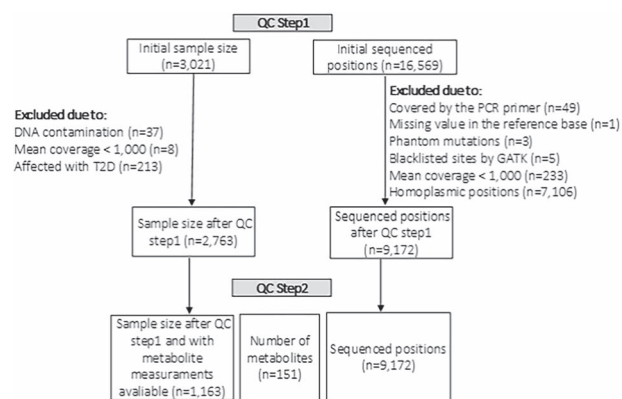 QC Step1
Initial sample size
(n=3,021)
Initial sequenced
positions (n=16,569)
Excluded due to:
DNA contamination (n=37)
Mean coverage < 1,000 (n=8)
Affected with T2D (n=213)
Excluded due to:
Covered by the PCR primer (n=49)
Missing value in the reference base (n=1)
Phantom mutations (n=3)
Blacklisted sites by GATK (n=5)
Mean coverage < 1,000 (n=233)
Homoplasmic positions (n=7,106)
Sample size after QC
step1 (n=2,763)
Sequenced positions
after QC step1
(n=9,172)
QC Step2
Sample size after QC
step1 and with
metabolite
measuraments
avaliable (n=1,163)
Number of
metabolites
(n=151)
Sequenced positions
(n=9,172)